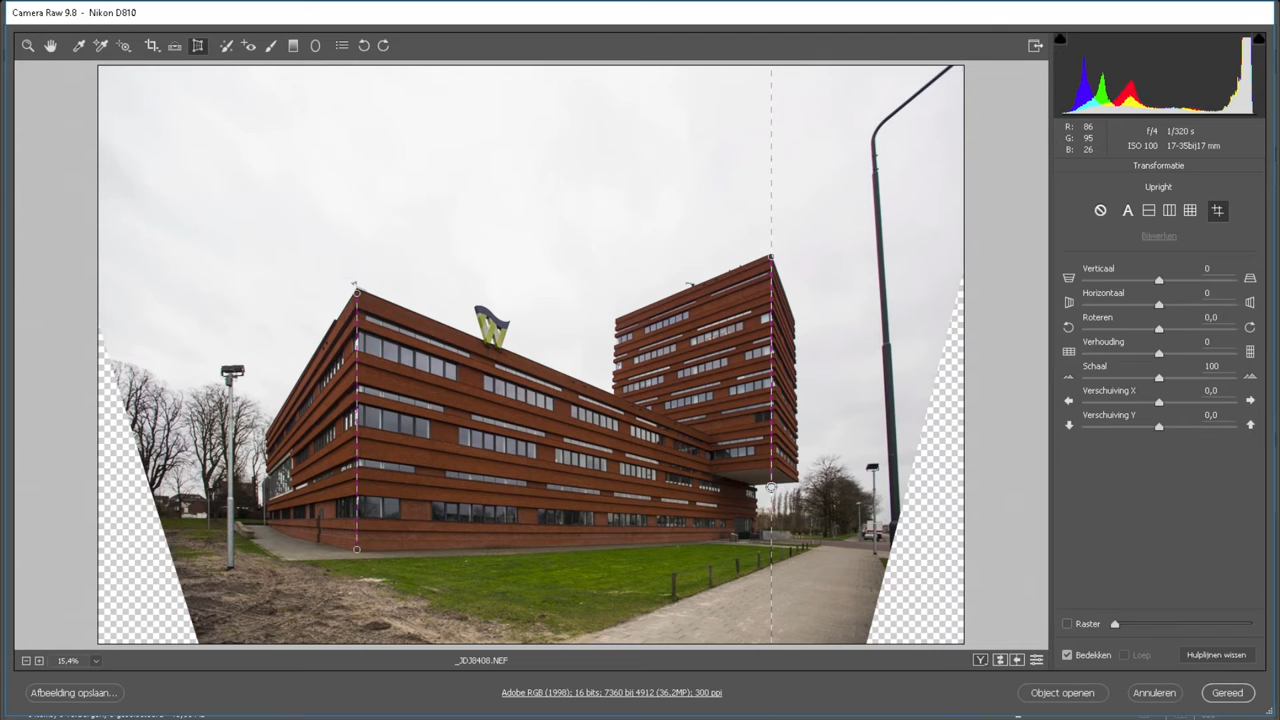 Camera Raw 9.8 - Nikon D810
R: 86
G: 95
B: 26
f/4 1/320 s
ISO 100 17-35bij17 mm
Transformatie
Upright
A
Bijwerken
Verticaal 0
Horizontaal 0
Roteren 0,0
Verhouding 0
Schaal 100
Verschuiving X 0,0
Verschuiving Y 0,0
W
Raster
Bedekken Loep Hulplijnen wissen
15,4% _JDJ8408.NEF Y
Afbeelding opslaan... Adobe RGB (1998); 16 bits; 7360 bij 4912 (36.2MP); 300 ppi Object openen Annuleren Gereed